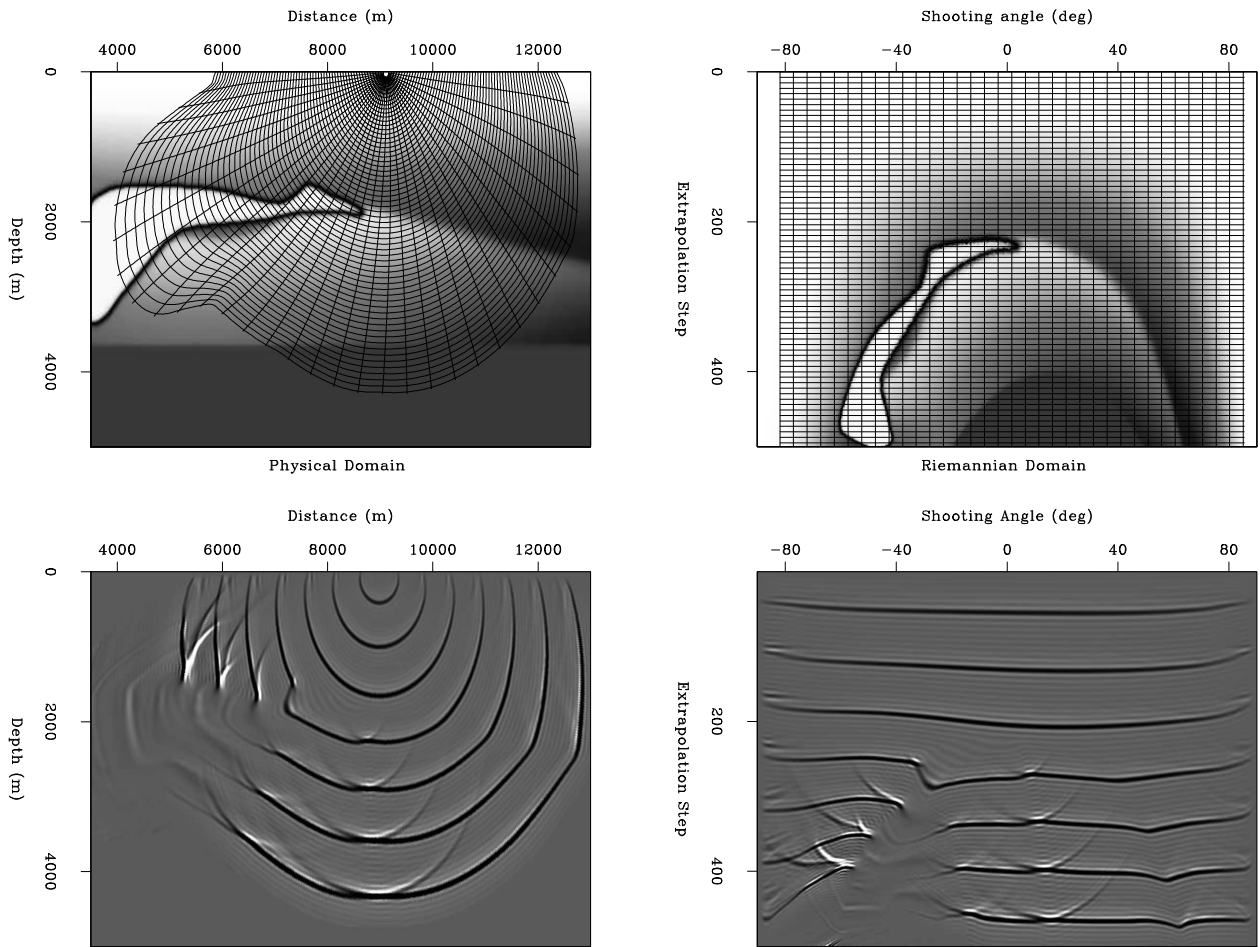 Distance (m)
4000 6000 8000 10000 12000
0
2000
4000
Depth (m)
Physical Domain
Shooting angle (deg)
-80 -40 0 40 80
0
200
400
Extrapolation Step
Riemannian Domain
Distance (m)
4000 6000 8000 10000 12000
0
2000
4000
Depth (m)
Shooting Angle (deg)
-80 -40 0 40 80
200
400
Extrapolation Step